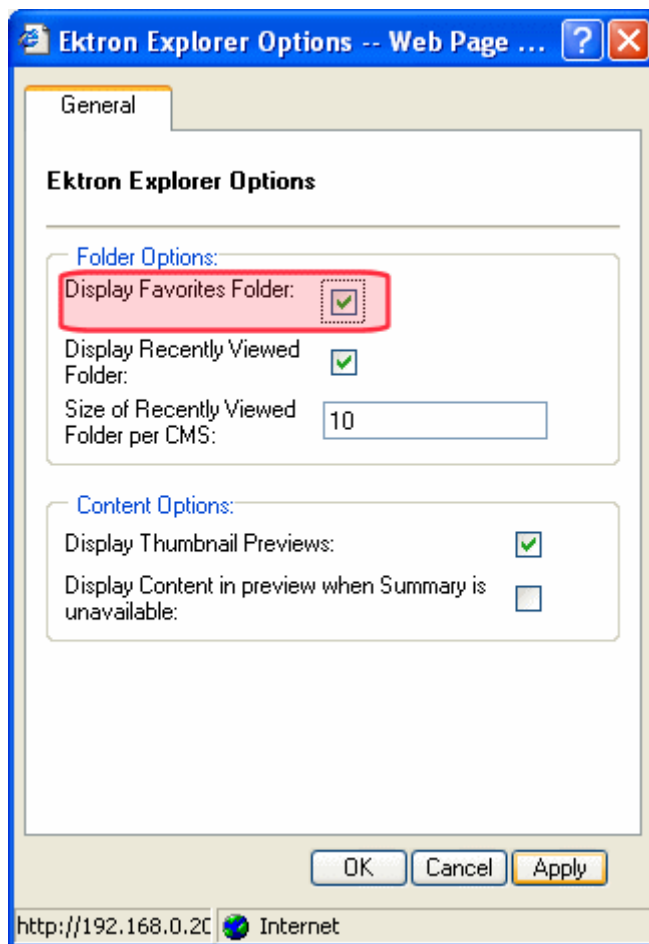 Ektron Explorer Options -- Web Page ...
General
Ektron Explorer Options
Folder Options:
Display Favorites Folder:
Display Recently Viewed
Folder:
Size of Recently Viewed
Folder per CMS:
10
Content Options:
Display Thumbnail Previews:
Display Content in preview when Summary is
unavailable:
OK Cancel Apply
http://192.168.0.20 Internet